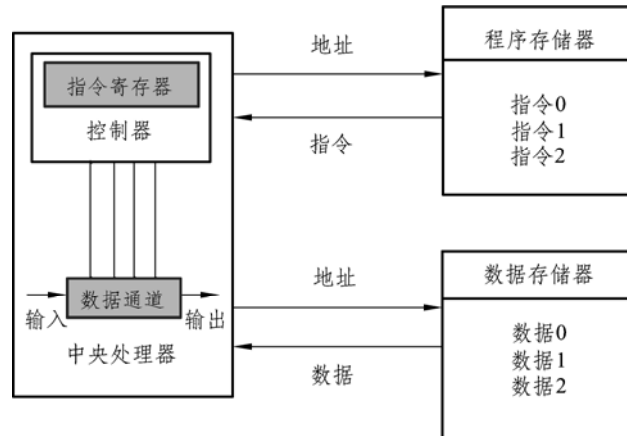 指令寄存器
控制器
数据通道
输入
输出
中央处理器
地址
指令
程序存储器
指令0
指令1
指令2
地址
数据
数据存储器
数据0
数据1
数据2